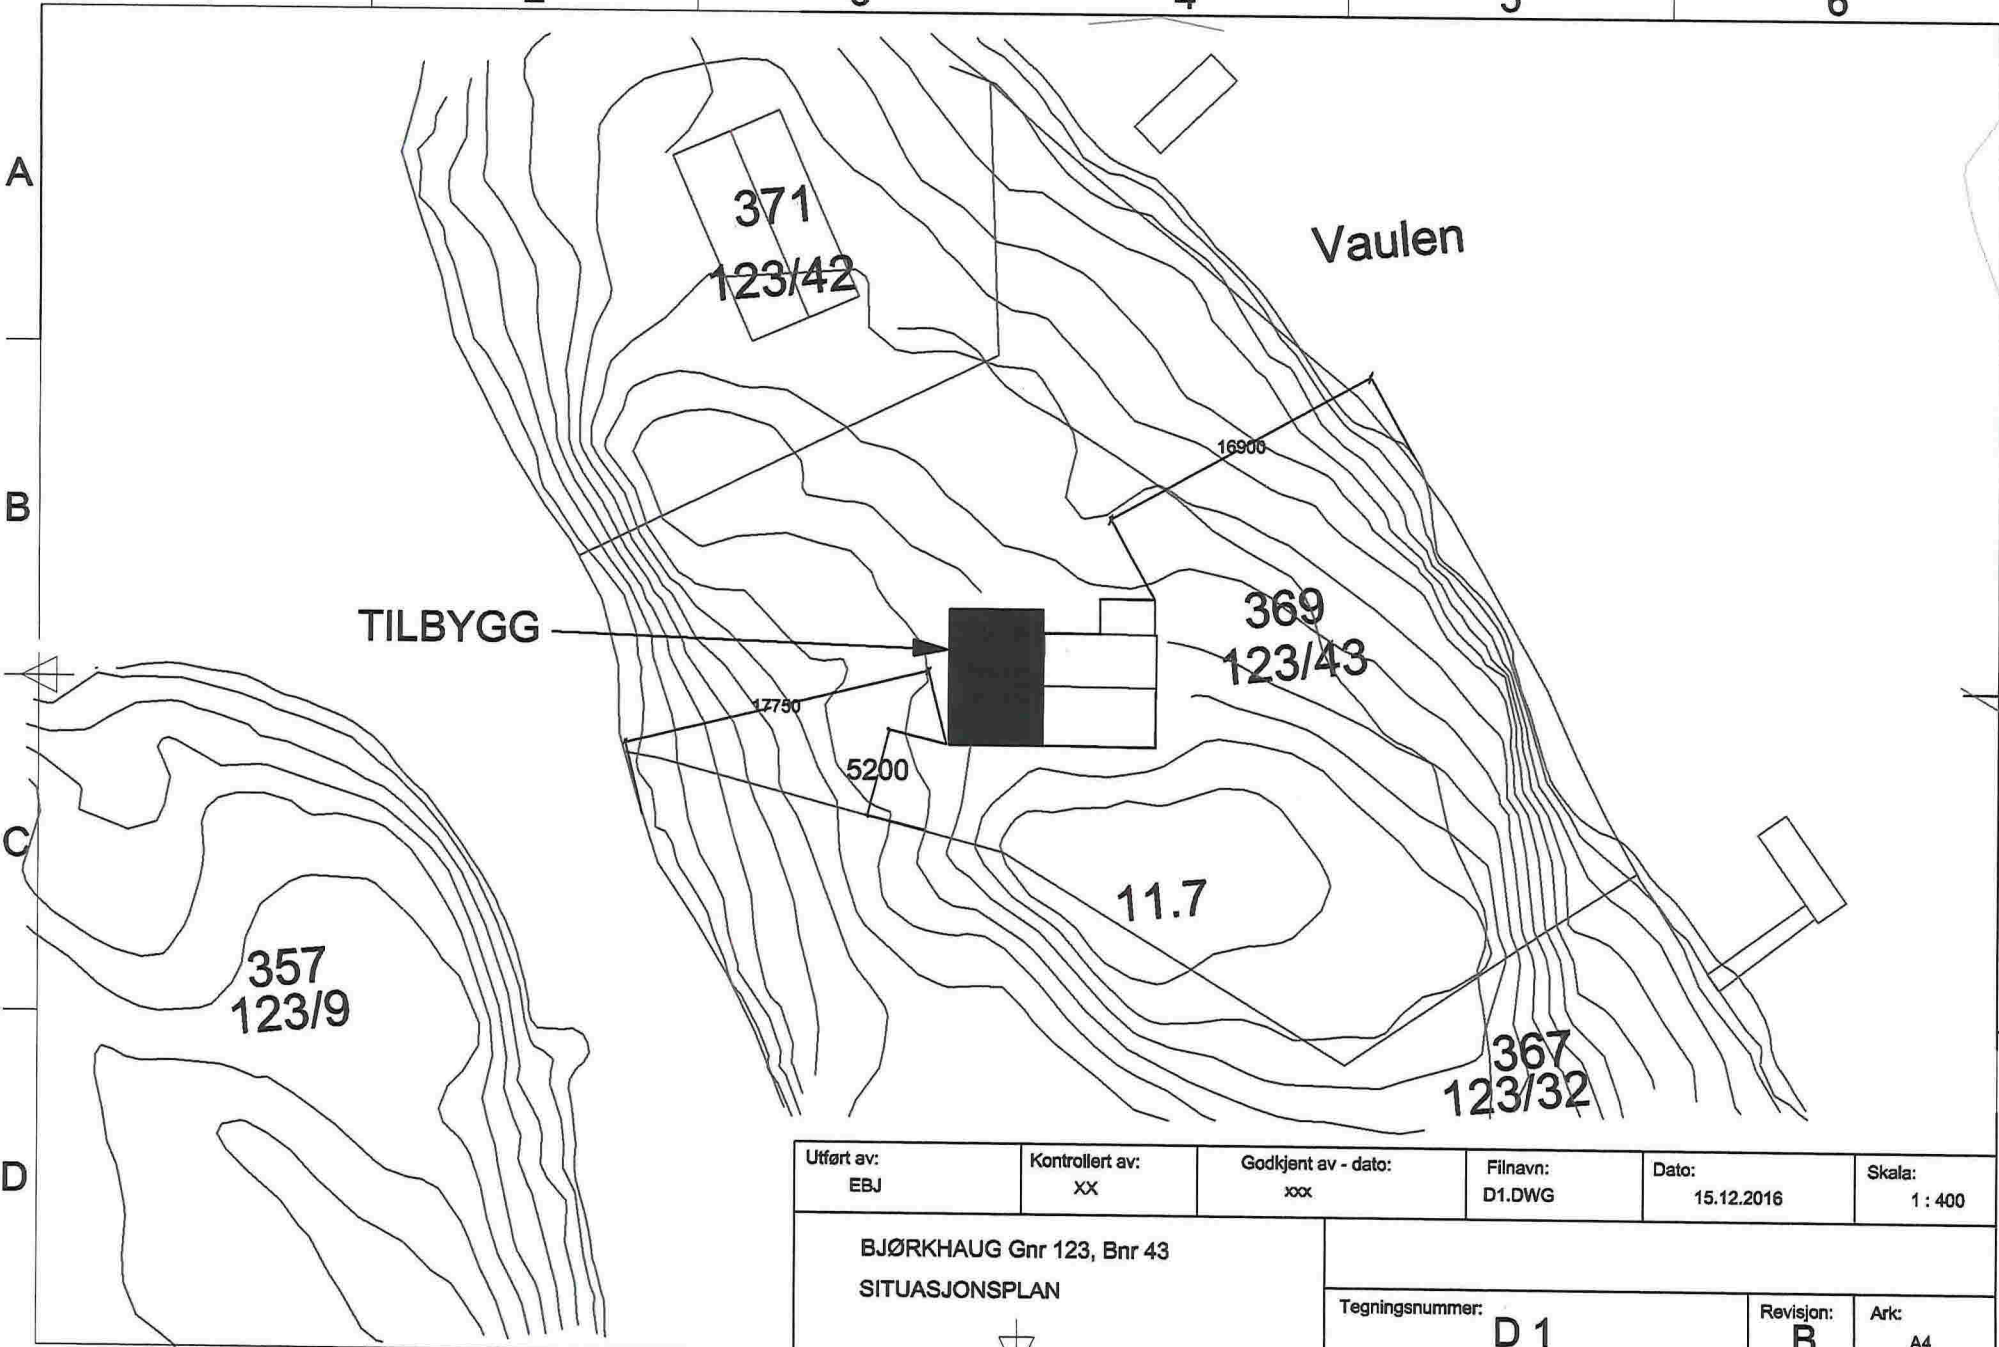 A
371
Vaulen
123/42
16900
B
369
TILBYGG
123/43
17750
5200
C
11.7
357
123/9
367
123/32
D
Utført av:
EBJ
Kontrollert av:
XX
Godkjent av - dato:
xxx
Filnavn:
D1.DWG
Dato:
15.12.2016
Skala:
1 : 400
BJØRKHAUG Gnr 123, Bnr 43
SITUASJONSPLAN
Tegningsnummer:
D 1
Revisjon:
B
Ark:
A4